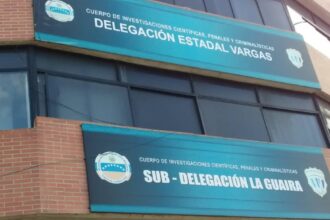 CUERPO DE INVESTIGACIONES CIENTÍFICAS, PENALES Y CRIMINALÍSTICAS
DELEGACIÓN ESTADAL VARGAS
CUERPO DE INVESTIGACIONES CIENTÍFICAS, PENALES Y CRIMINALÍSTICAS
SUB - DELEGACIÓN LA GUAIRA